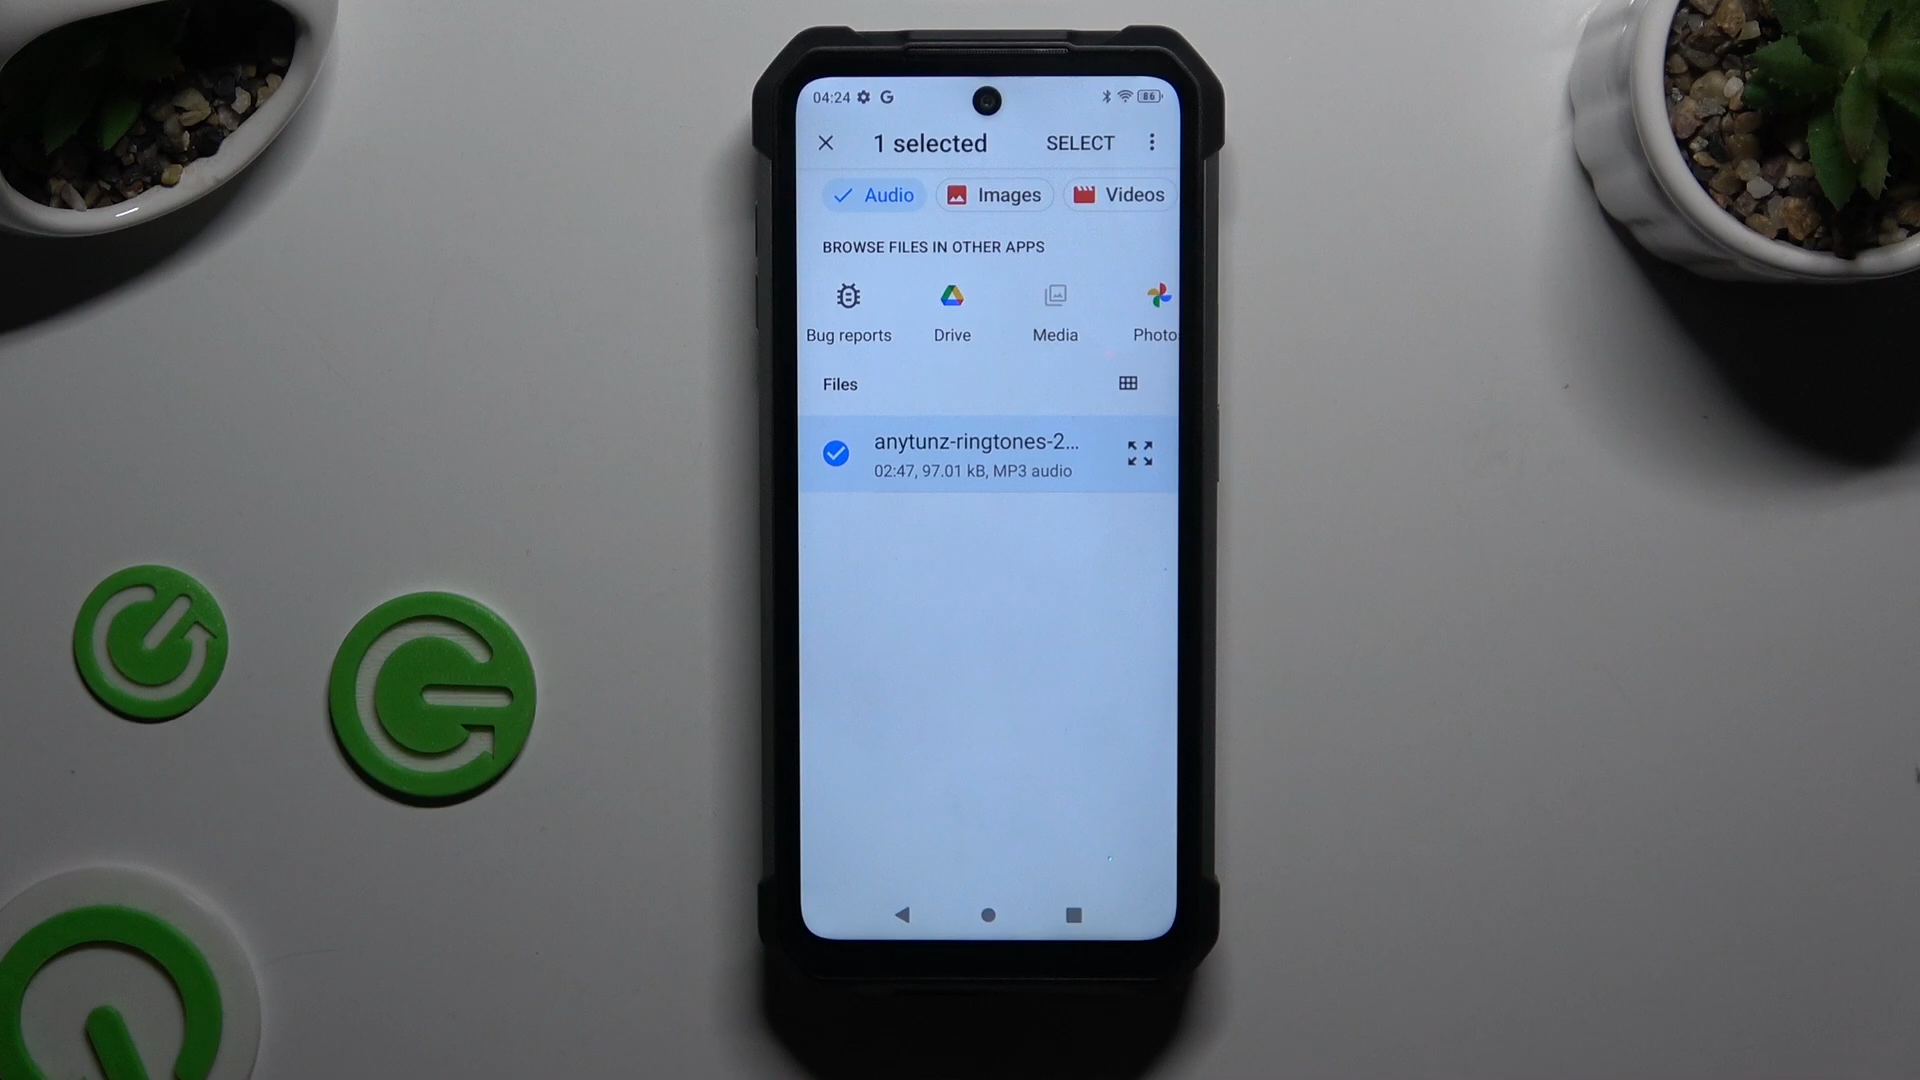 04:24 G 86
1 selected SELECT
Audio Images Videos
BROWSE FILES IN OTHER APPS
Bug reports Drive Media Photo
Files
anytunz-ringtones-2...
02:47, 97.01 kB, MP3 audio